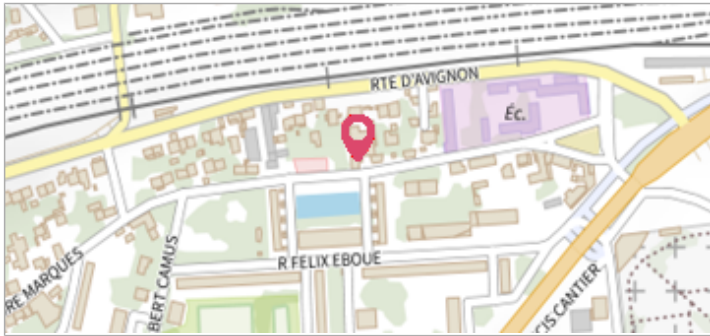 RTE D'AVIGNON
Éc.
R FELIX EBOUE
RE MARQUES
BERT CAMUS
CIS CANTIER